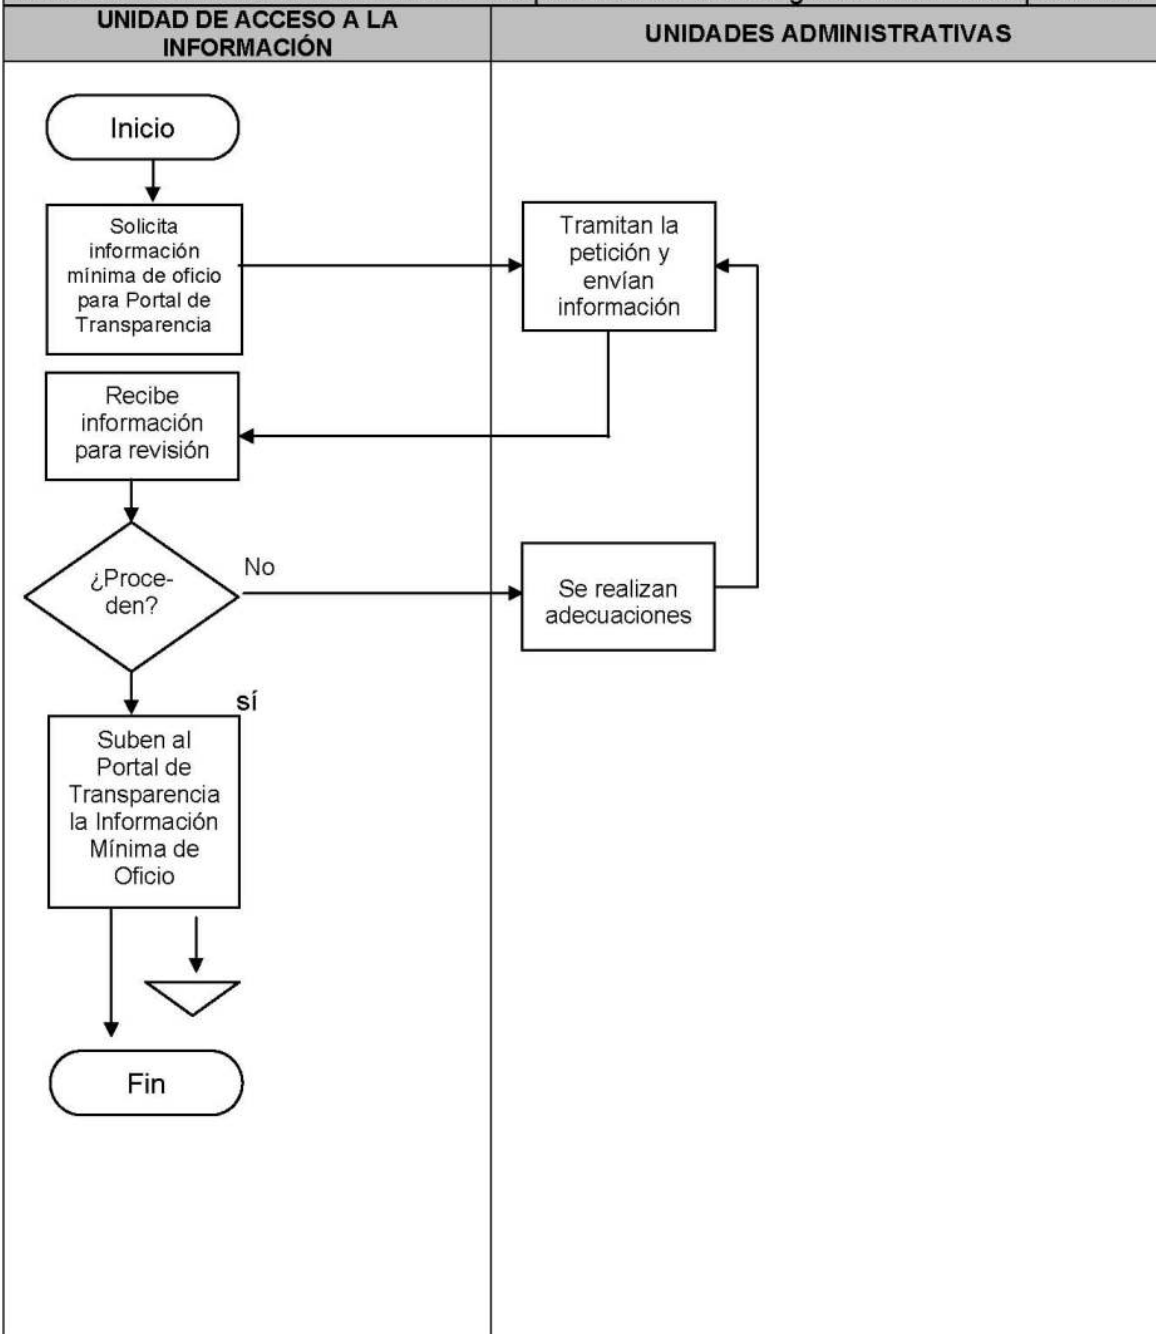 UNIDAD DE ACCESO A LA
INFORMACIÓN
UNIDADES ADMINISTRATIVAS
Inicio
Solicita
información
mínima de oficio
para Portal de
Transparencia
Tramitan la
petición y
envían
información
Recibe
información
para revisión
¿Proce-
den?
No
Se realizan
adecuaciones
sí
Suben al
Portal de
Transparencia
la Información
Mínima de
Oficio
Fin